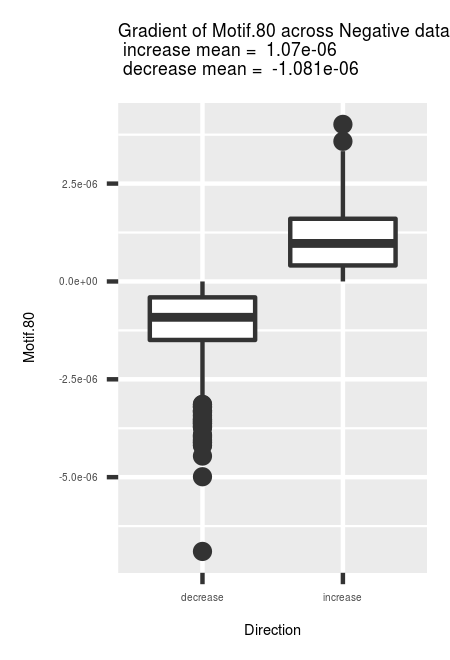 Gradient of Motif.80 across Negative data
increase mean =  1.07e-06
decrease mean =  -1.081e-06
2.5e-06
0.0e+00
-2.5e-06
-5.0e-06
Motif.80
decrease
increase
Direction